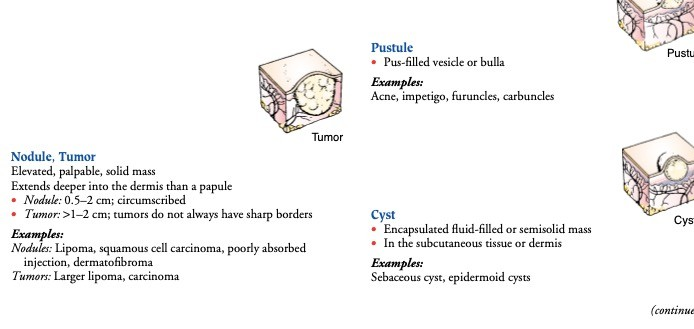 Tumor
Nodule, Tumor
Elevated, palpable, solid mass
Extends deeper into the dermis than a papule
• Nodule: 0.5–2 cm; circumscribed
• Tumor: >1–2 cm; tumors do not always have sharp borders
Examples:
Nodules: Lipoma, squamous cell carcinoma, poorly absorbed
injection, dermatofibroma
Tumors: Larger lipoma, carcinoma
Pustu
Pustule
• Pus-filled vesicle or bulla
Examples:
Acne, impetigo, furuncles, carbuncles
Cys
Cyst
• Encapsulated fluid-filled or semisolid mass
• In the subcutaneous tissue or dermis
Examples:
Sebaceous cyst, epidermoid cysts
(continue